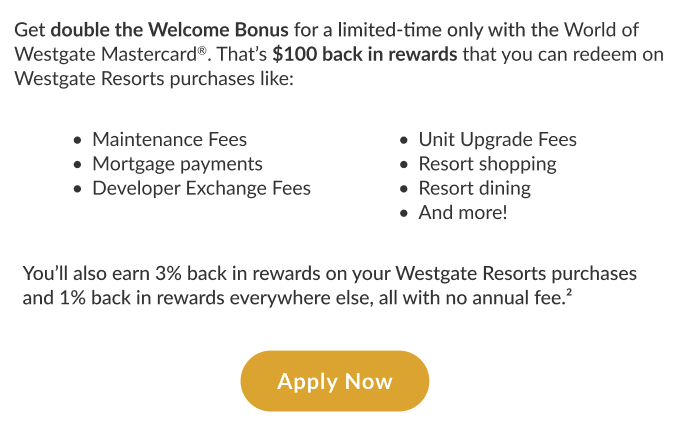 Get double the Welcome Bonus for a limited-time only with the World of
Westgate Mastercard®. That’s $100 back in rewards that you can redeem on
Westgate Resorts purchases like:
• Maintenance Fees
• Mortgage payments
• Developer Exchange Fees
• Unit Upgrade Fees
• Resort shopping
• Resort dining
• And more!
You’ll also earn 3% back in rewards on your Westgate Resorts purchases
and 1% back in rewards everywhere else, all with no annual fee.²
Apply Now